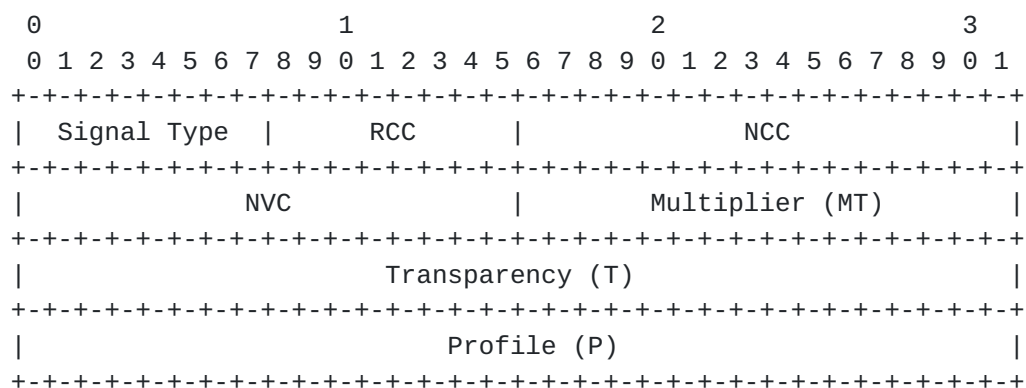 0                   1                   2                   3
0 1 2 3 4 5 6 7 8 9 0 1 2 3 4 5 6 7 8 9 0 1 2 3 4 5 6 7 8 9 0 1
+-+-+-+-+-+-+-+-+-+-+-+-+-+-+-+-+-+-+-+-+-+-+-+-+-+-+-+-+-+-+-+-+
|  Signal Type  |      RCC      |              NCC              |
+-+-+-+-+-+-+-+-+-+-+-+-+-+-+-+-+-+-+-+-+-+-+-+-+-+-+-+-+-+-+-+-+
|              NVC              |        Multiplier (MT)        |
+-+-+-+-+-+-+-+-+-+-+-+-+-+-+-+-+-+-+-+-+-+-+-+-+-+-+-+-+-+-+-+-+
|                       Transparency (T)                        |
+-+-+-+-+-+-+-+-+-+-+-+-+-+-+-+-+-+-+-+-+-+-+-+-+-+-+-+-+-+-+-+-+
|                           Profile (P)                         |
+-+-+-+-+-+-+-+-+-+-+-+-+-+-+-+-+-+-+-+-+-+-+-+-+-+-+-+-+-+-+-+-+